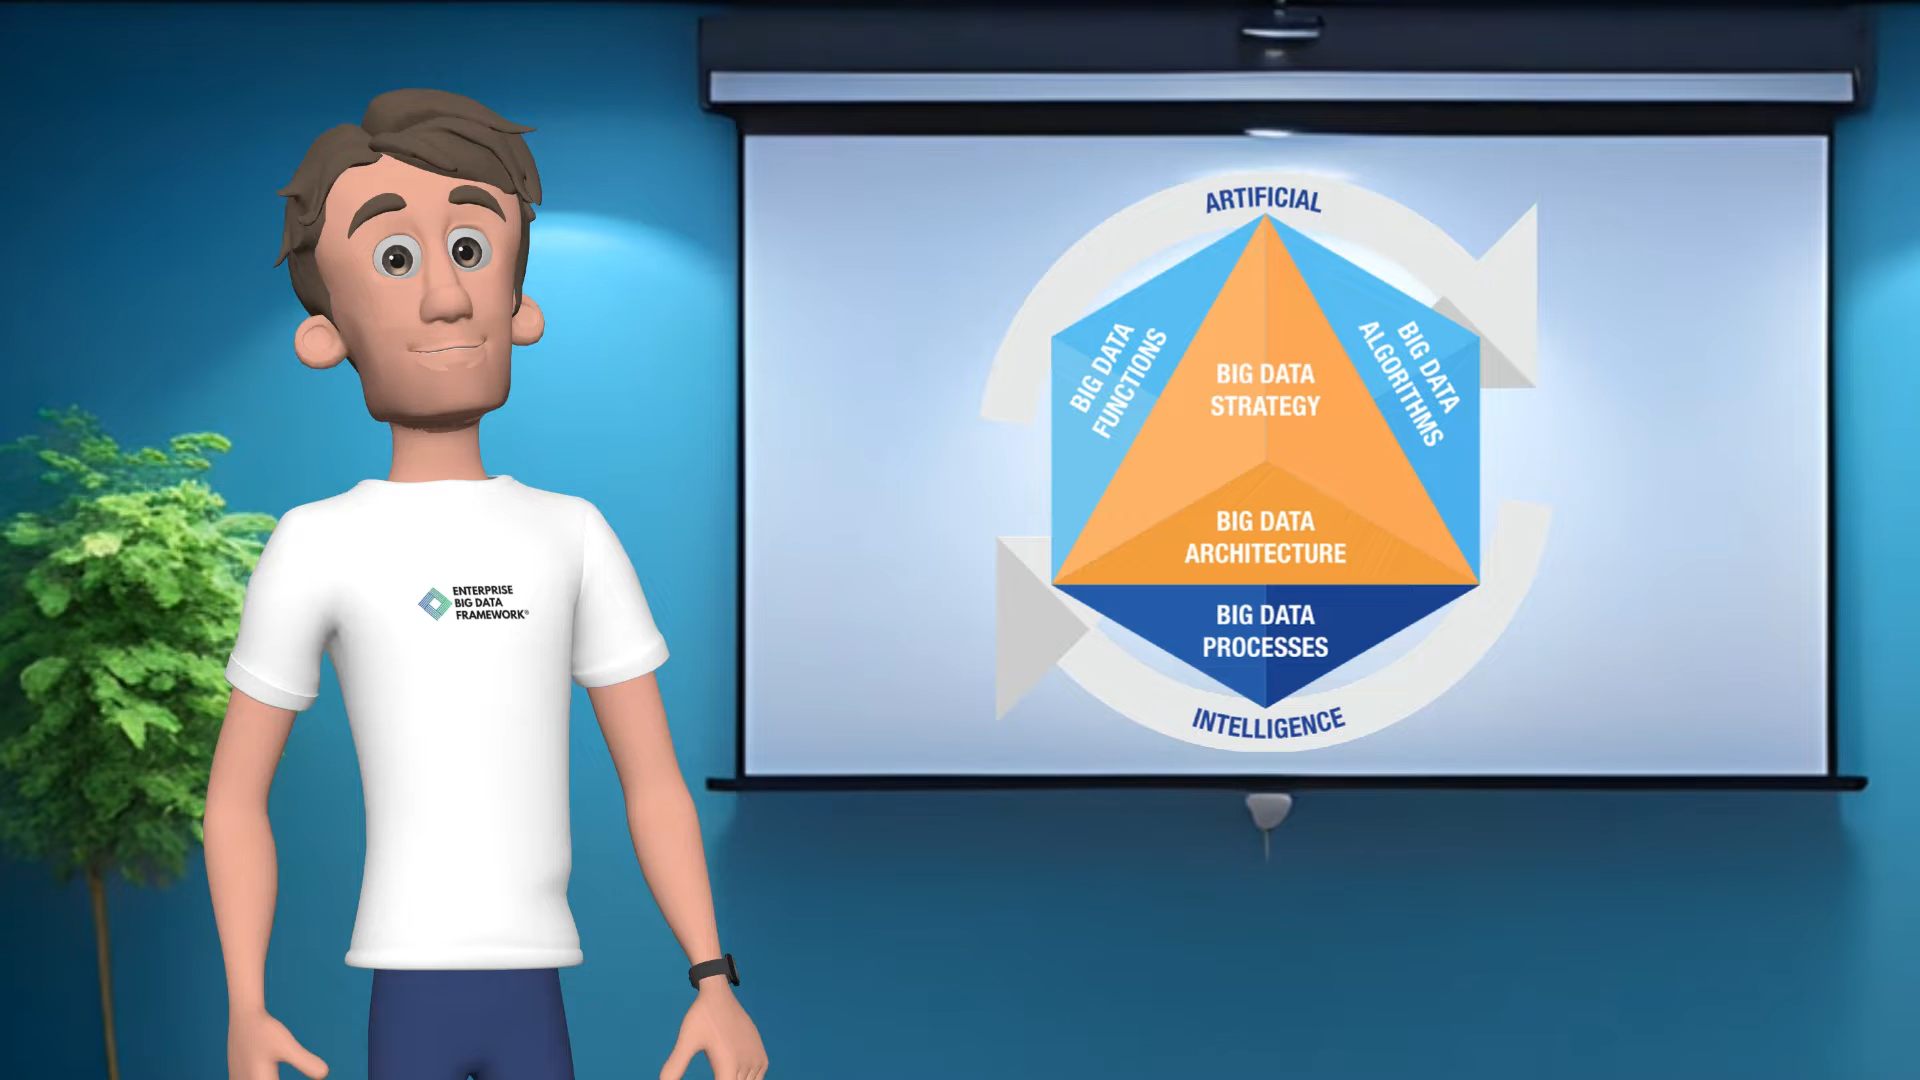 ENTERPRISE
BIG DATA
FRAMEWORK®
ARTIFICIAL
BIG DATA
FUNCTIONS
BIG DATA
STRATEGY
BIG DATA
ALGORITHMS
BIG DATA
ARCHITECTURE
BIG DATA
PROCESSES
INTELLIGENCE